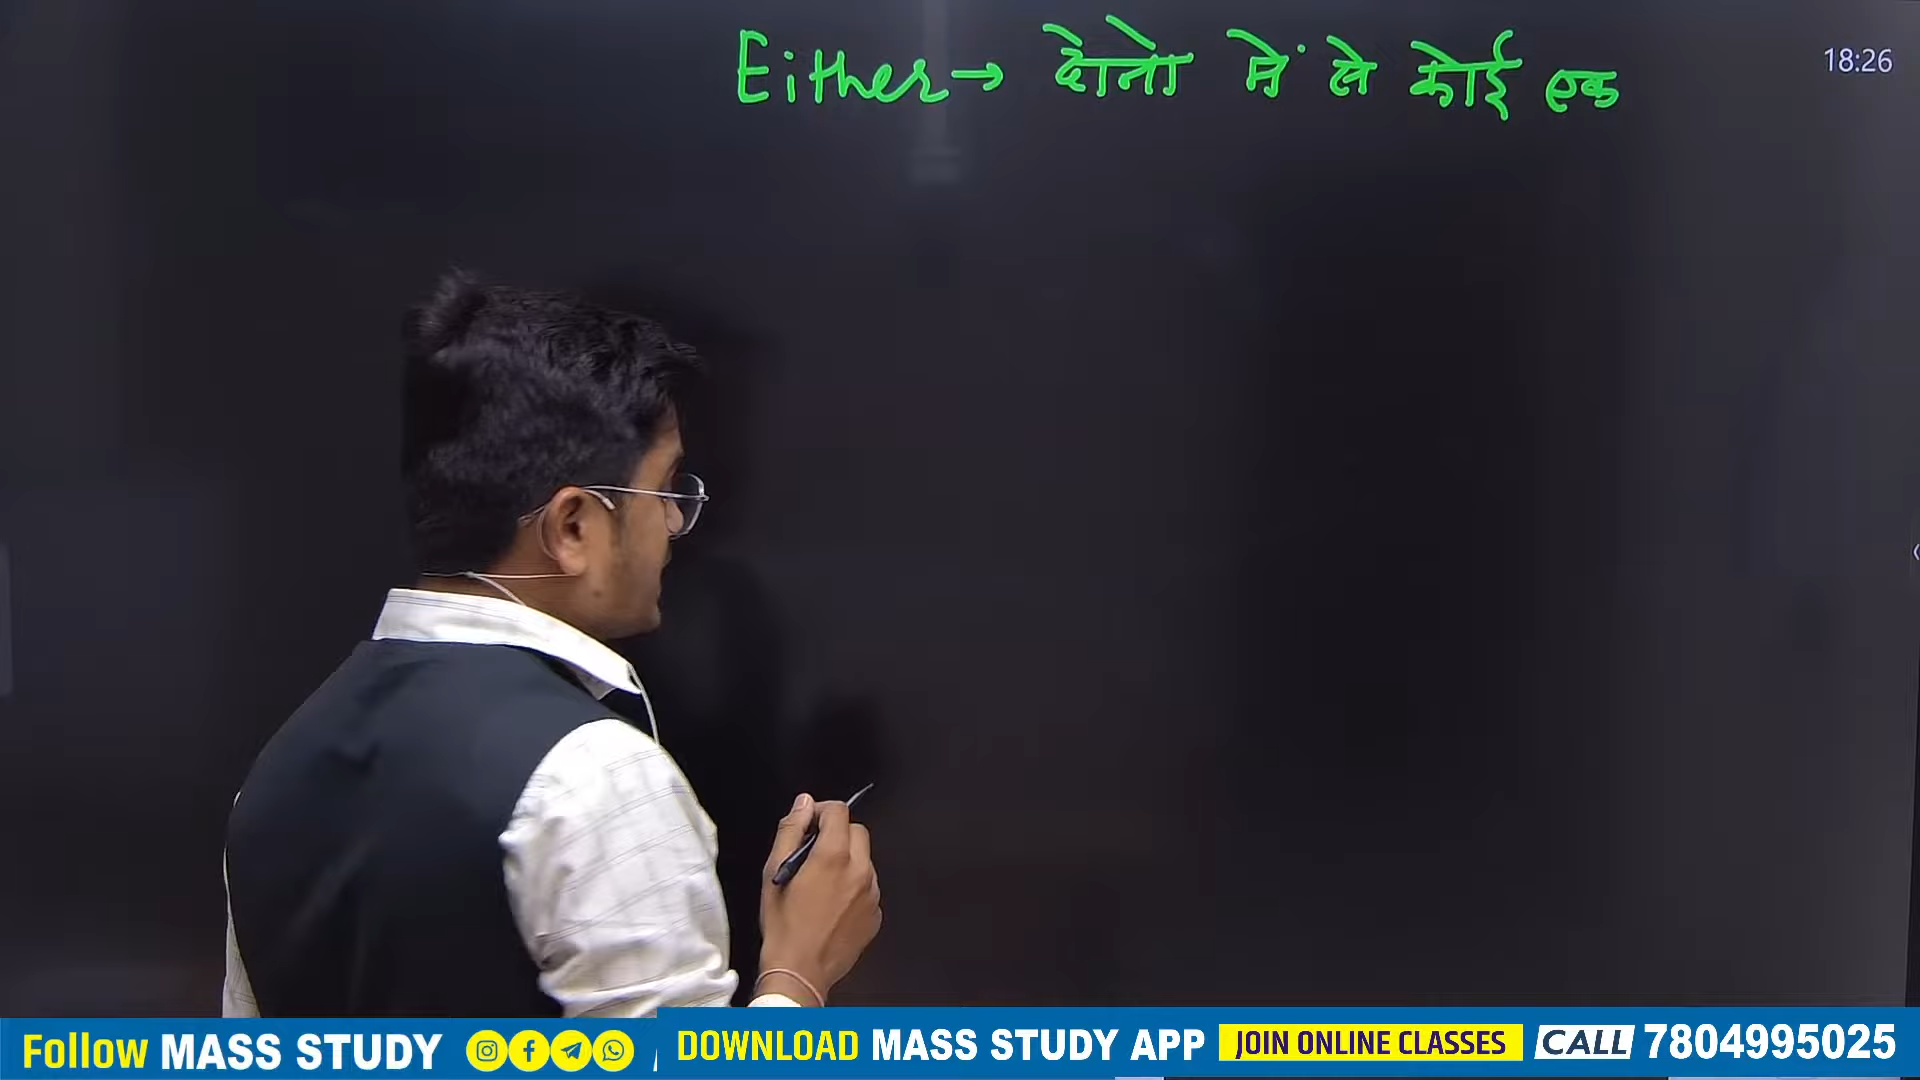 Either → दोनो में से कोई एक
18:26
Follow MASS STUDY
DOWNLOAD MASS STUDY APP JOIN ONLINE CLASSES CALL 7804995025